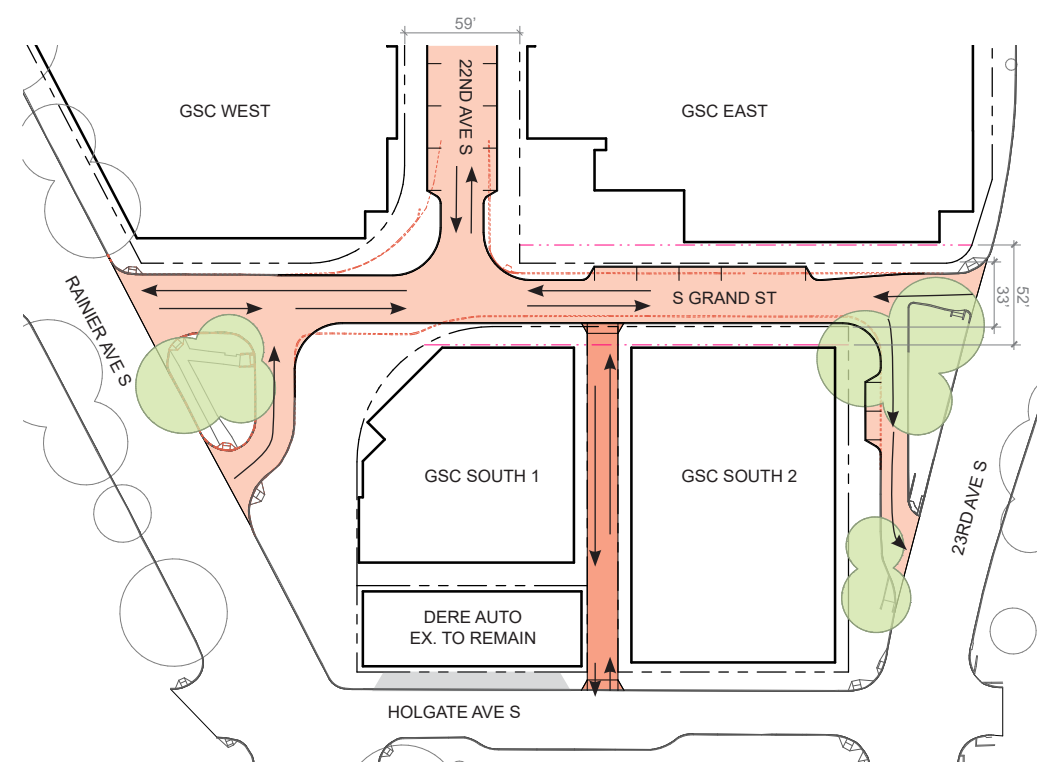 59'
GSC WEST
22ND AVE S
GSC EAST
RAINIER AVE S
S GRAND ST
33'
52'
GSC SOUTH 1
GSC SOUTH 2
23RD AVE S
DERE AUTO
EX. TO REMAIN
HOLGATE AVE S